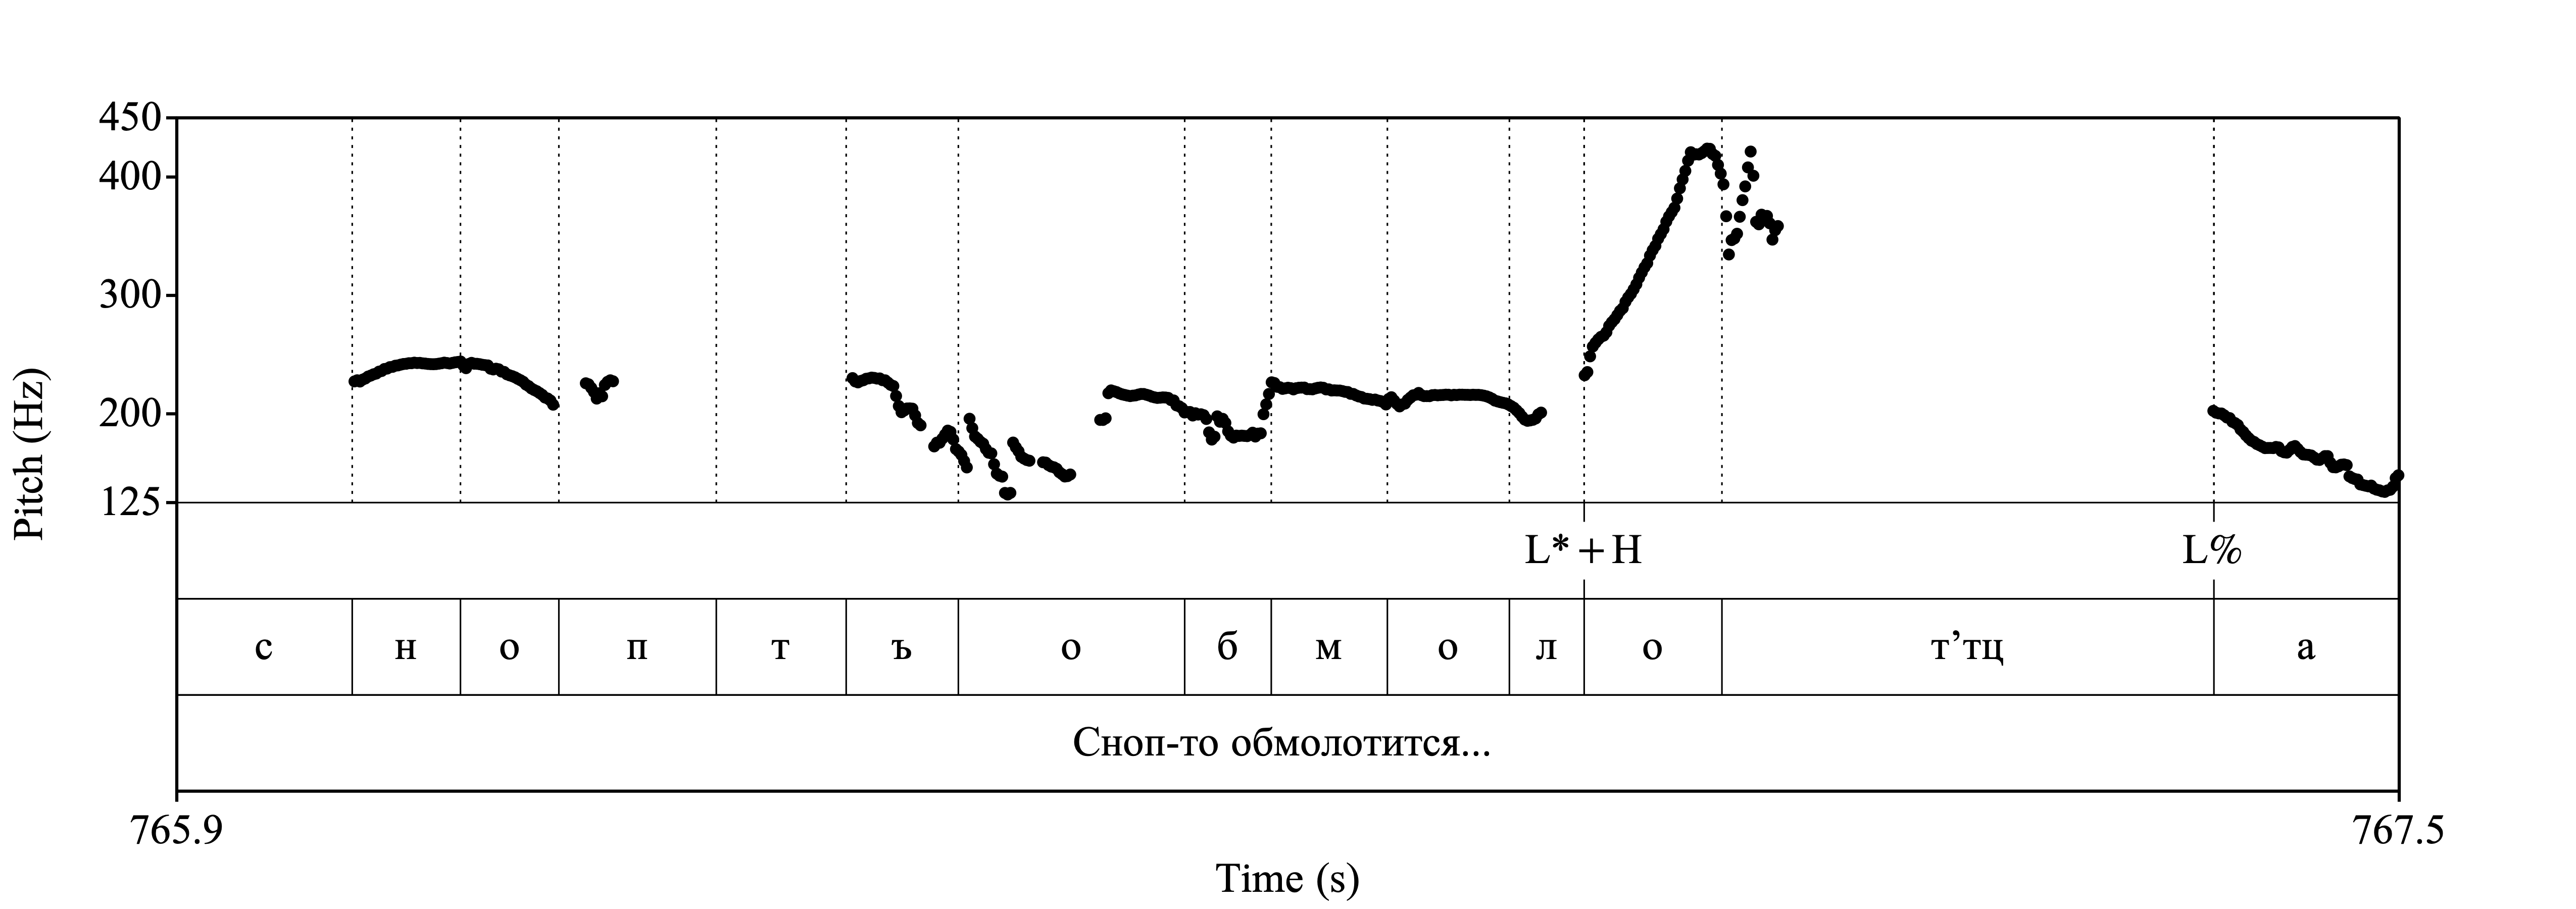 450
400
300
200
125
Pitch (Hz)
L*+H L%
с н о п т ъ о б м о л о т’тц а
Сноп-то обмолотится...
765.9 767.5
Time (s)